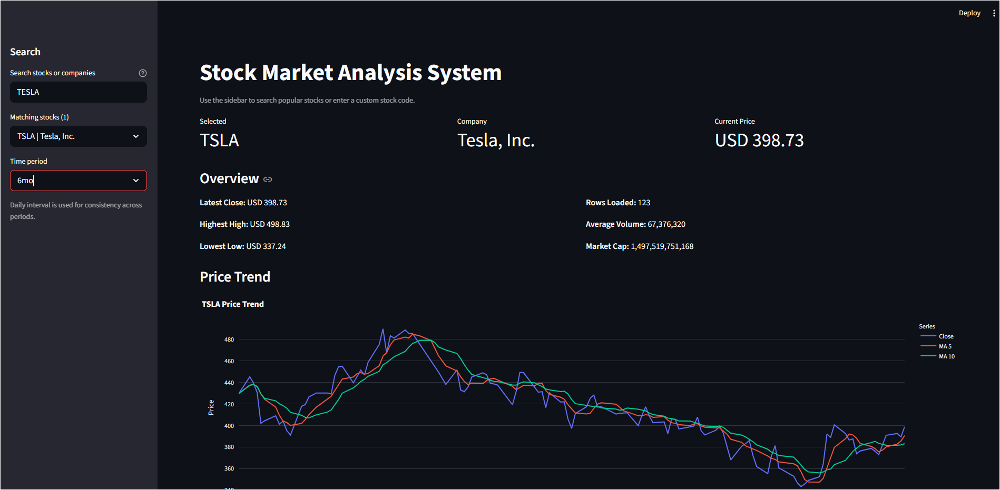 Deploy
Search
Search stocks or companies
TESLA
Matching stocks (1)
TSLA | Tesla, Inc.
Time period
6mo
Daily interval is used for consistency across
periods.
Stock Market Analysis System
Use the sidebar to search popular stocks or enter a custom stock code.
Selected
TSLA
Company
Tesla, Inc.
Current Price
USD 398.73
Overview
Latest Close: USD 398.73
Highest High: USD 498.83
Lowest Low: USD 337.24
Rows Loaded: 123
Average Volume: 67,376,320
Market Cap: 1,497,519,751,168
Price Trend
TSLA Price Trend
Series
Close
MA 5
MA 10
Price
480
460
440
420
400
380
360